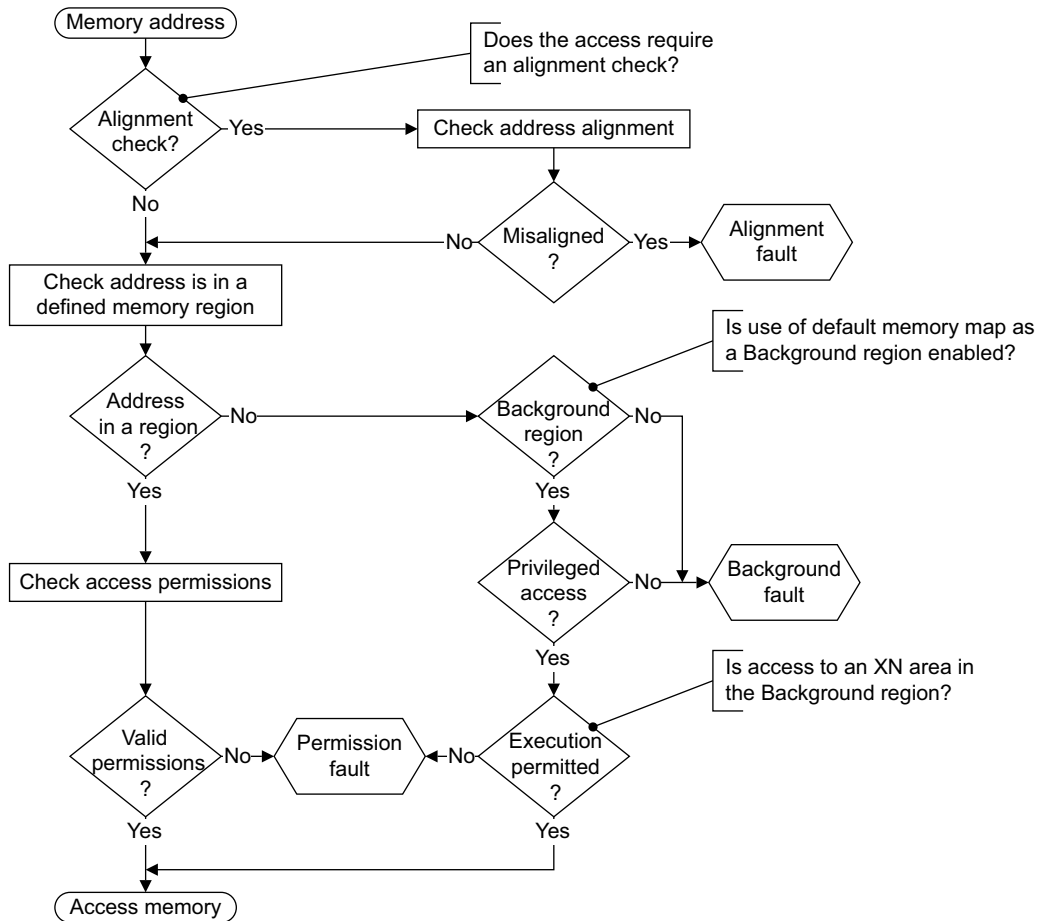 Memory address
Does the access require
an alignment check?
Alignment
check?
Yes
Check address alignment
No
Misaligned
?
No
Yes
Alignment
fault
Check address is in a
defined memory region
Is use of default memory map as
a Background region enabled?
Address
in a region
?
No
Background
region
?
No
Yes
Yes
Check access permissions
Privileged
access
?
No
Background
fault
Yes
Is access to an XN area in
the Background region?
Valid
permissions
?
No
Permission
fault
No
Execution
permitted
?
Yes
Yes
Access memory